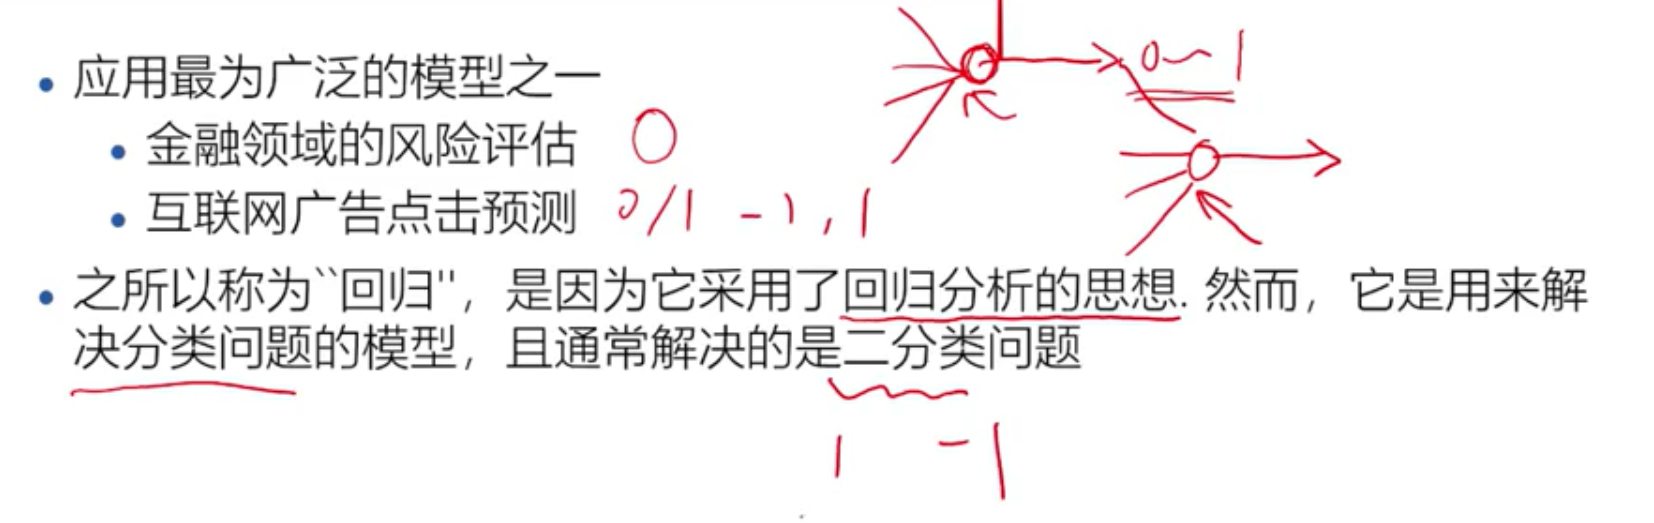 应用最为广泛的模型之一
0~1
金融领域的风险评估 0
互联网广告点击预测 0/1 -1,1
之所以称为``回归''，是因为它采用了回归分析的思想. 然而，它是用来解
决分类问题的模型，且通常解决的是二分类问题
1 -1